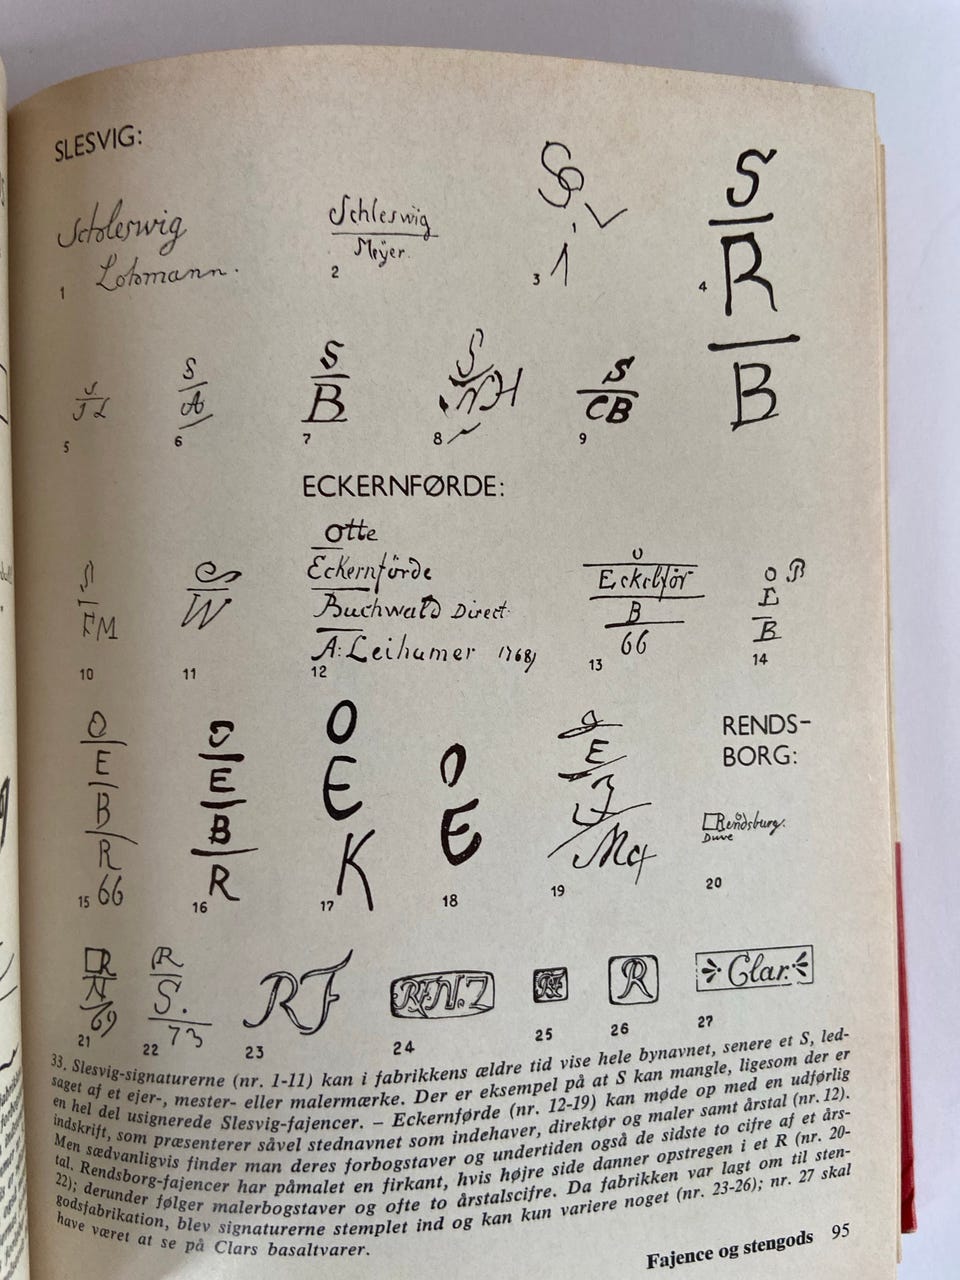 SLESVIG:
Schleswig
Lohmann.
1
Schleswig
Meÿer.
2
3
S
R
B
4
5
S
A
6
S
B
7
S
8
S
CB
9
ECKERNFØRDE:
FM
10
W
11
Otte
Eckernförde
Buchwald Direct
A: Leihamer 1768
12
O
B
66
13
O
E
B
14
O
E
B
R
66
15
O
E
B
R
16
O
E
K
17
O
E
18
E
19
RENDS-
BORG:
Rendsburg.
Duve
20
R
69
21
R
S.
73
22
RF
23
24
RF
25
R
26
Clar.
27
33. Slesvig-signaturerne (nr. 1-11) kan i fabrikkens ældre tid vise hele bynavnet, senere et S, led-
saget af et ejer-, mester- eller malermærke. Der er eksempel på at S kan mangle, ligesom der er
en hel del usignerede Slesvig-fajencer. – Eckernførde (nr. 12-19) kan møde op med en udførlig
indskrift, som præsenterer såvel stednavnet som indehaver, direktør og maler samt årstal (nr. 12).
Men sædvanligvis finder man deres forbogstaver og undertiden også de sidste to cifre af et års-
tal. Rendsborg-fajencer har påmalet en firkant, hvis højre side danner opstregen i et R (nr. 20-
22); derunder følger malerbogstaver og ofte to årstalscifre. Da fabrikken var lagt om til sten-
godsfabrikation, blev signaturerne stemplet ind og kan kun variere noget (nr. 23-26); nr. 27 skal
have været at se på Clars basaltvarer.
Fajence og stengods 95